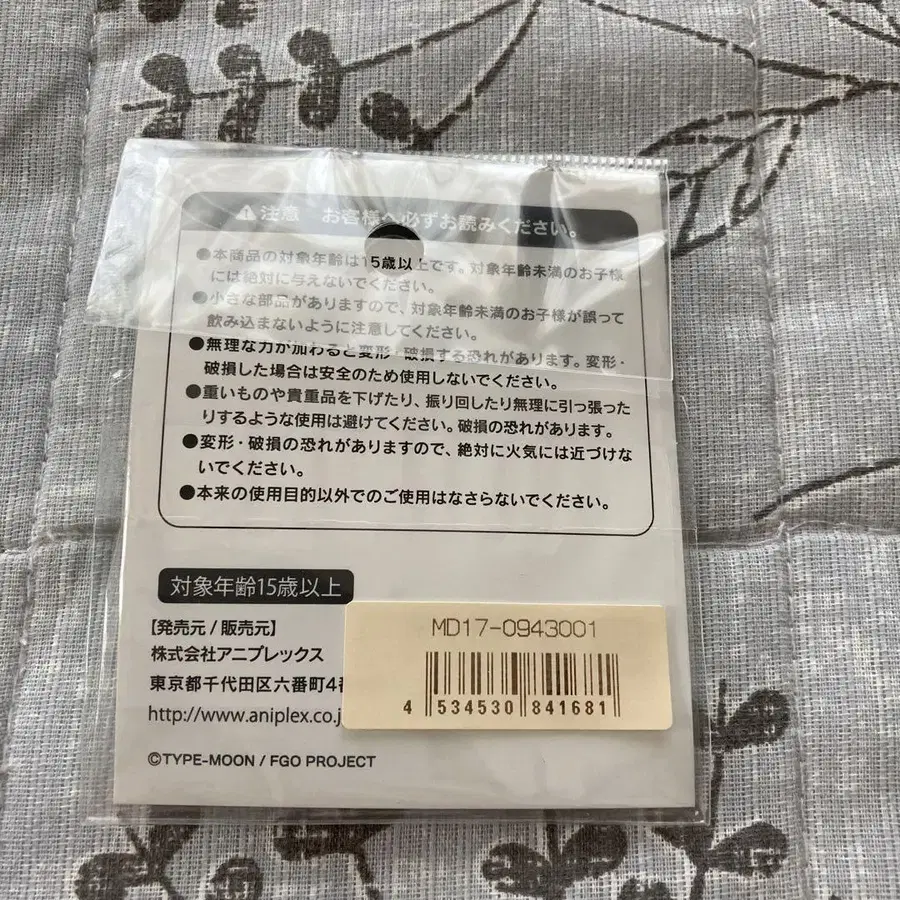 注意 お客様へ必ずお読みください。
●本商品の対象年齢は15歳以上です。対象年齢未満のお子様
には絶対に与えないでください。
●小さな部品がありますので、対象年齢未満のお子様が誤って
飲み込まないように注意してください。
●無理な力が加わると変形・破損する恐れがあります。変形・
破損した場合は安全のため使用しないでください。
●重いものや貴重品を下げたり、振り回したり無理に引っ張った
りするような使用は避けてください。破損の恐れがあります。
●変形・破損の恐れがありますので、絶対に火気には近づけな
いでください。
●本来の使用目的以外でのご使用はなさらないでください。
対象年齢15歳以上
【発売元 / 販売元】
株式会社アニプレックス
東京都千代田区六番町4
http://www.aniplex.co.j
©TYPE-MOON / FGO PROJECT
MD17-0943001
4 534530 841681